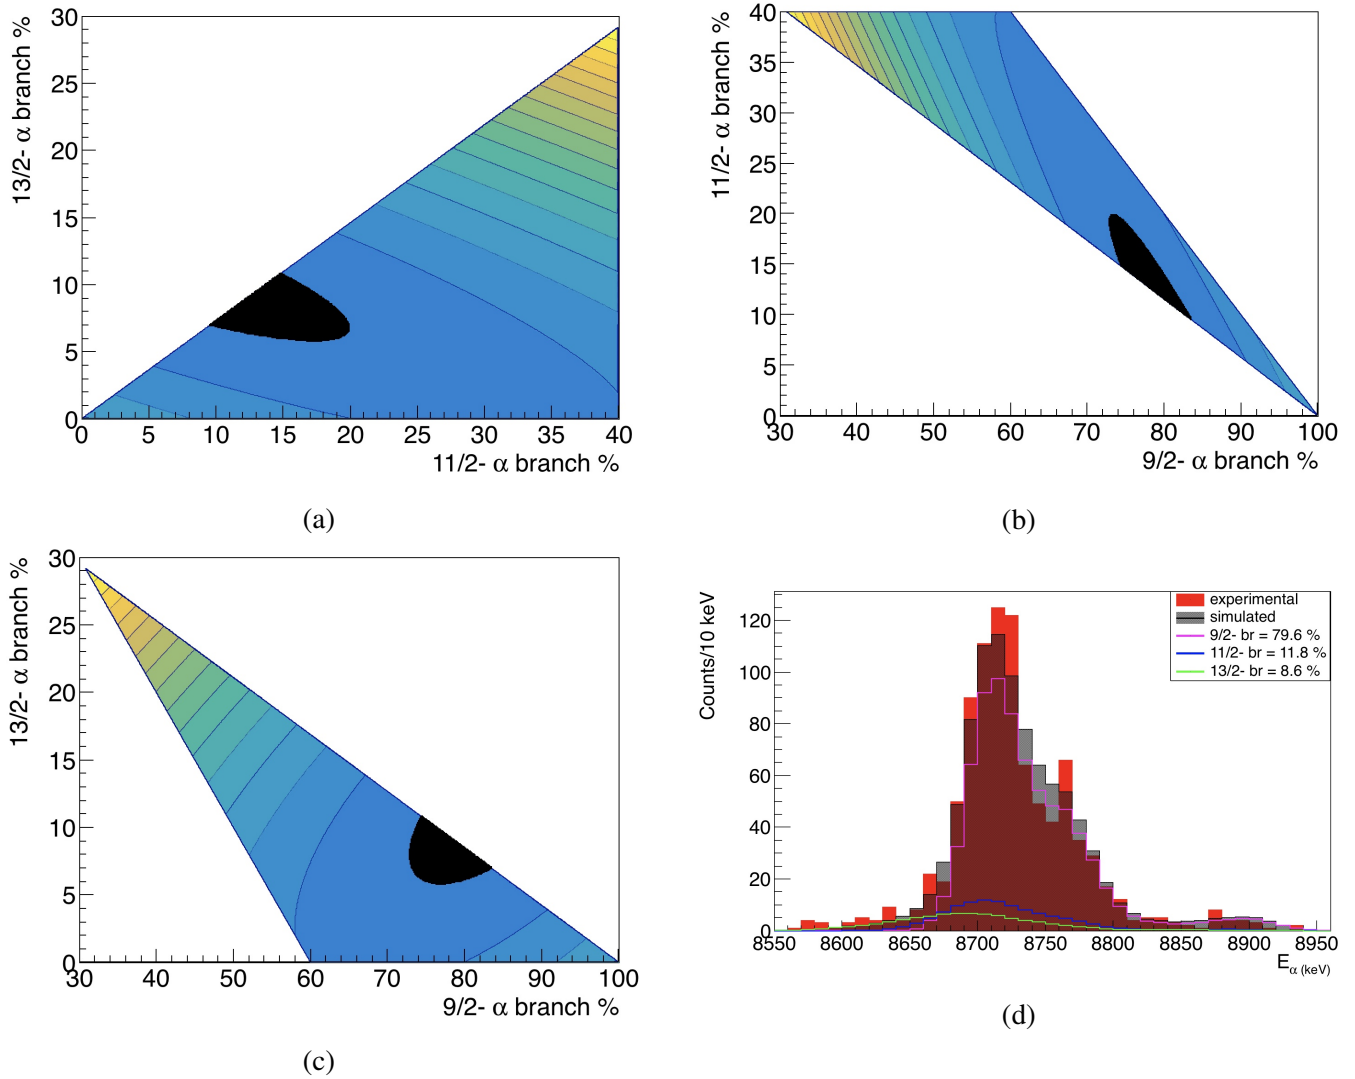 30
25
20
15
10
5
0
13/2- α branch %
0 5 10 15 20 25 30 35 40
11/2- α branch %
(a)
40
35
30
25
20
15
10
5
0
11/2- α branch %
30 40 50 60 70 80 90 100
9/2- α branch %
(b)
30
25
20
15
10
5
0
13/2- α branch %
30 40 50 60 70 80 90 100
9/2- α branch %
(c)
120
100
80
60
40
20
0
Counts/10 keV
experimental
simulated
9/2- br = 79.6 %
11/2- br = 11.8 %
13/2- br = 8.6 %
8550 8600 8650 8700 8750 8800 8850 8900 8950
Eα (keV)
(d)